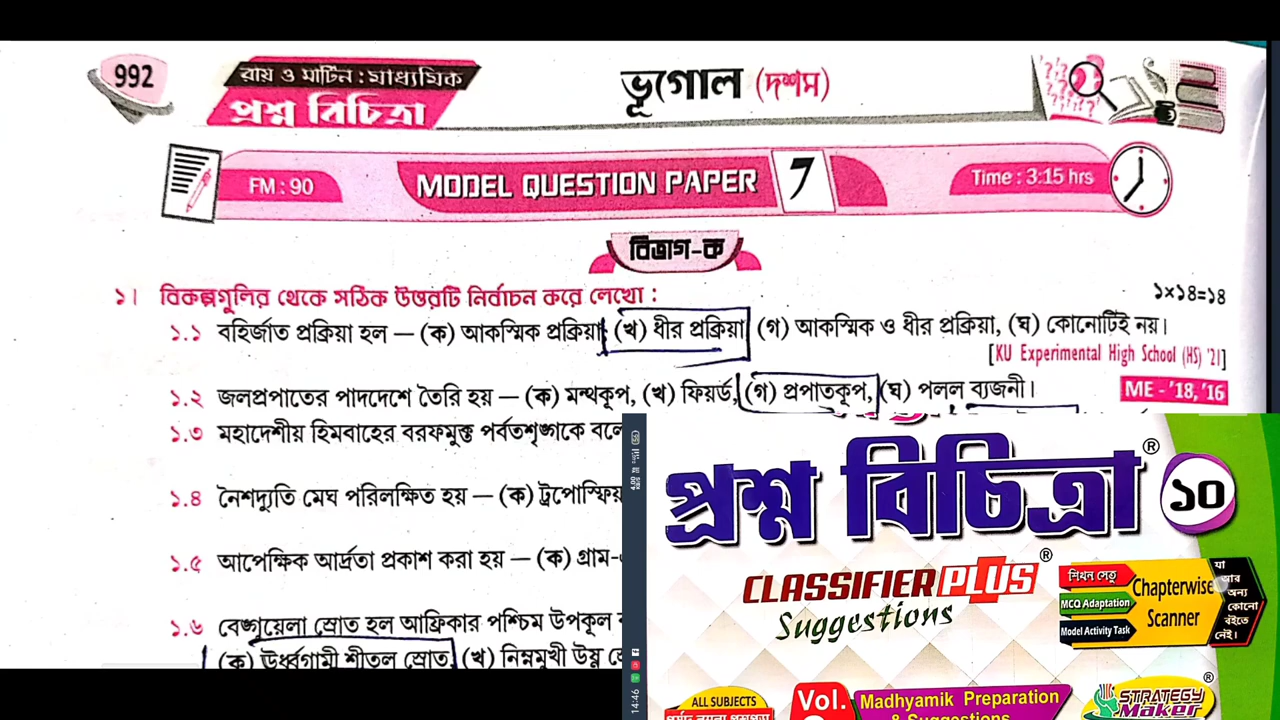 992
রায় ও মার্টিন : মাধ্যমিক
প্রশ্ন বিচিত্রা
ভূগোল (দশম)
FM : 90
MODEL QUESTION PAPER 7
Time : 3:15 hrs
বিভাগ-ক
১। বিকল্পগুলির থেকে সঠিক উত্তরটি নির্বাচন করে লেখো :
১×১৪=১৪
১.১ বহির্জাত প্রক্রিয়া হল — (ক) আকস্মিক প্রক্রিয়া, (খ) ধীর প্রক্রিয়া (গ) আকস্মিক ও ধীর প্রক্রিয়া, (ঘ) কোনোটিই নয়।
[KU Experimental High School (HS) '21]
১.২ জলপ্রপাতের পাদদেশে তৈরি হয় — (ক) মন্থকূপ, (খ) ফিয়র্ড, (গ) প্রপাতকূপ, (ঘ) পলল ব্যজনী।
ME - '18, '16
১.৩ মহাদেশীয় হিমবাহের বরফমুক্ত পর্বতশৃঙ্গকে বলে
১.৪ নৈশদ্যুতি মেঘ পরিলক্ষিত হয় — (ক) ট্রপোস্ফিয়
১.৫ আপেক্ষিক আর্দ্রতা প্রকাশ করা হয় — (ক) গ্রাম-
১.৬ বেঙ্গুয়েলা স্রোত হল আফ্রিকার পশ্চিম উপকূল
(ক) ঊর্ধ্বগামী শীতল স্রোত, (খ) নিম্নমুখী উষ্ণ
প্রশ্ন বিচিত্রা ®
১০
CLASSIFIER PLUS ®
Suggestions
শিখন সেতু
MCQ Adaptation
Model Activity Task
Chapterwise
Scanner
যা
আর
অন্য
কোনো
বইতে
নেই।
14:46
ALL SUBJECTS
Vol.
Madhyamik Preparation
& Suggestions
STRATEGY
Maker ®